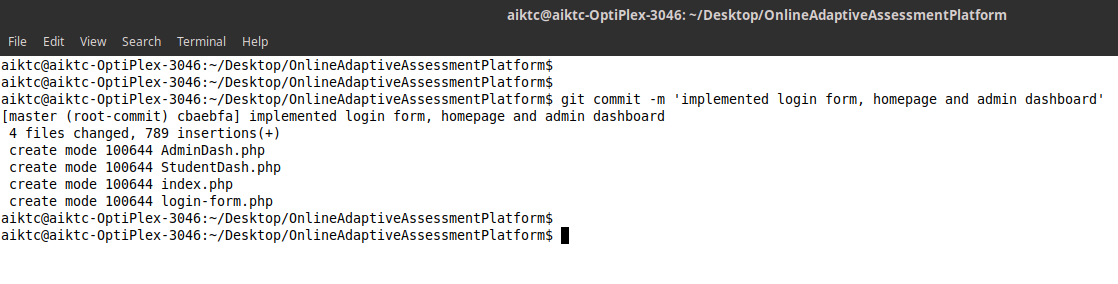 aiktc@aiktc-OptiPlex-3046: ~/Desktop/OnlineAdaptiveAssessmentPlatform
File Edit View Search Terminal Help
aiktc@aiktc-OptiPlex-3046:~/Desktop/OnlineAdaptiveAssessmentPlatform$
aiktc@aiktc-OptiPlex-3046:~/Desktop/OnlineAdaptiveAssessmentPlatform$
aiktc@aiktc-OptiPlex-3046:~/Desktop/OnlineAdaptiveAssessmentPlatform$ git commit -m 'implemented login form, homepage and admin dashboard'
[master (root-commit) cbaebfa] implemented login form, homepage and admin dashboard
 4 files changed, 789 insertions(+)
 create mode 100644 AdminDash.php
 create mode 100644 StudentDash.php
 create mode 100644 index.php
 create mode 100644 login-form.php
aiktc@aiktc-OptiPlex-3046:~/Desktop/OnlineAdaptiveAssessmentPlatform$
aiktc@aiktc-OptiPlex-3046:~/Desktop/OnlineAdaptiveAssessmentPlatform$